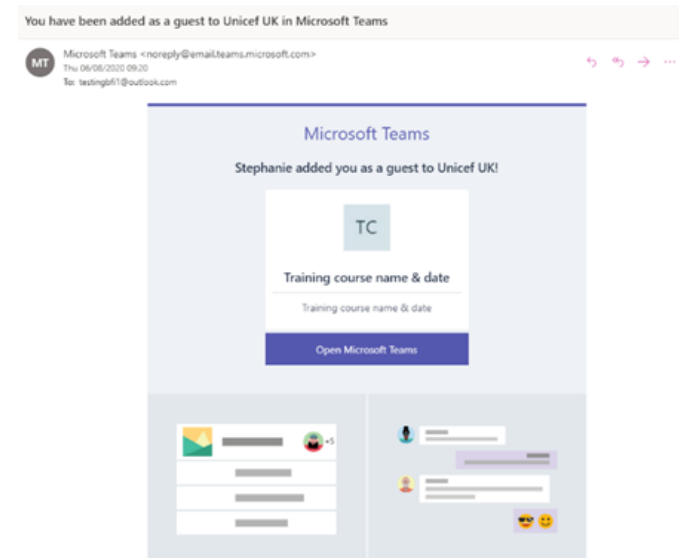 You have been added as a guest to Unicef UK in Microsoft Teams
MT
Microsoft Teams <noreply@email.teams.microsoft.com>
Thu 06/08/2020 09:20
To: testingbfi1@outlook.com
Microsoft Teams
Stephanie added you as a guest to Unicef UK!
TC
Training course name & date
Training course name & date
Open Microsoft Teams
+5